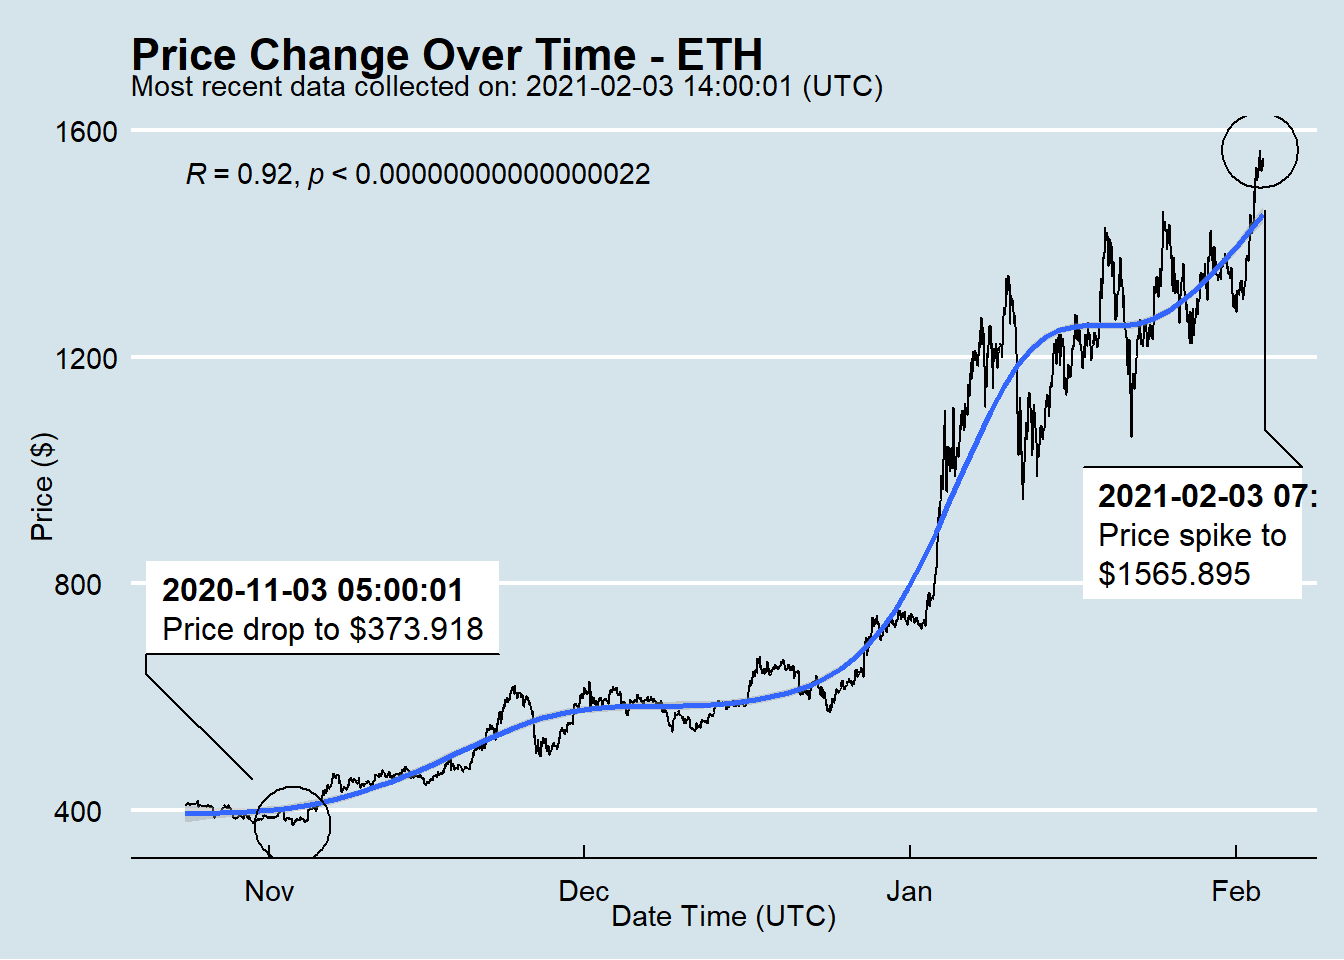 Price Change Over Time - ETH
Most recent data collected on: 2021-02-03 14:00:01 (UTC)
1600
R = 0.92, p < 0.00000000000000022
1200
Price ($)
2021-02-03 07:
Price spike to
$1565.895
800
2020-11-03 05:00:01
Price drop to $373.918
400
Nov Dec Jan Feb
Date Time (UTC)